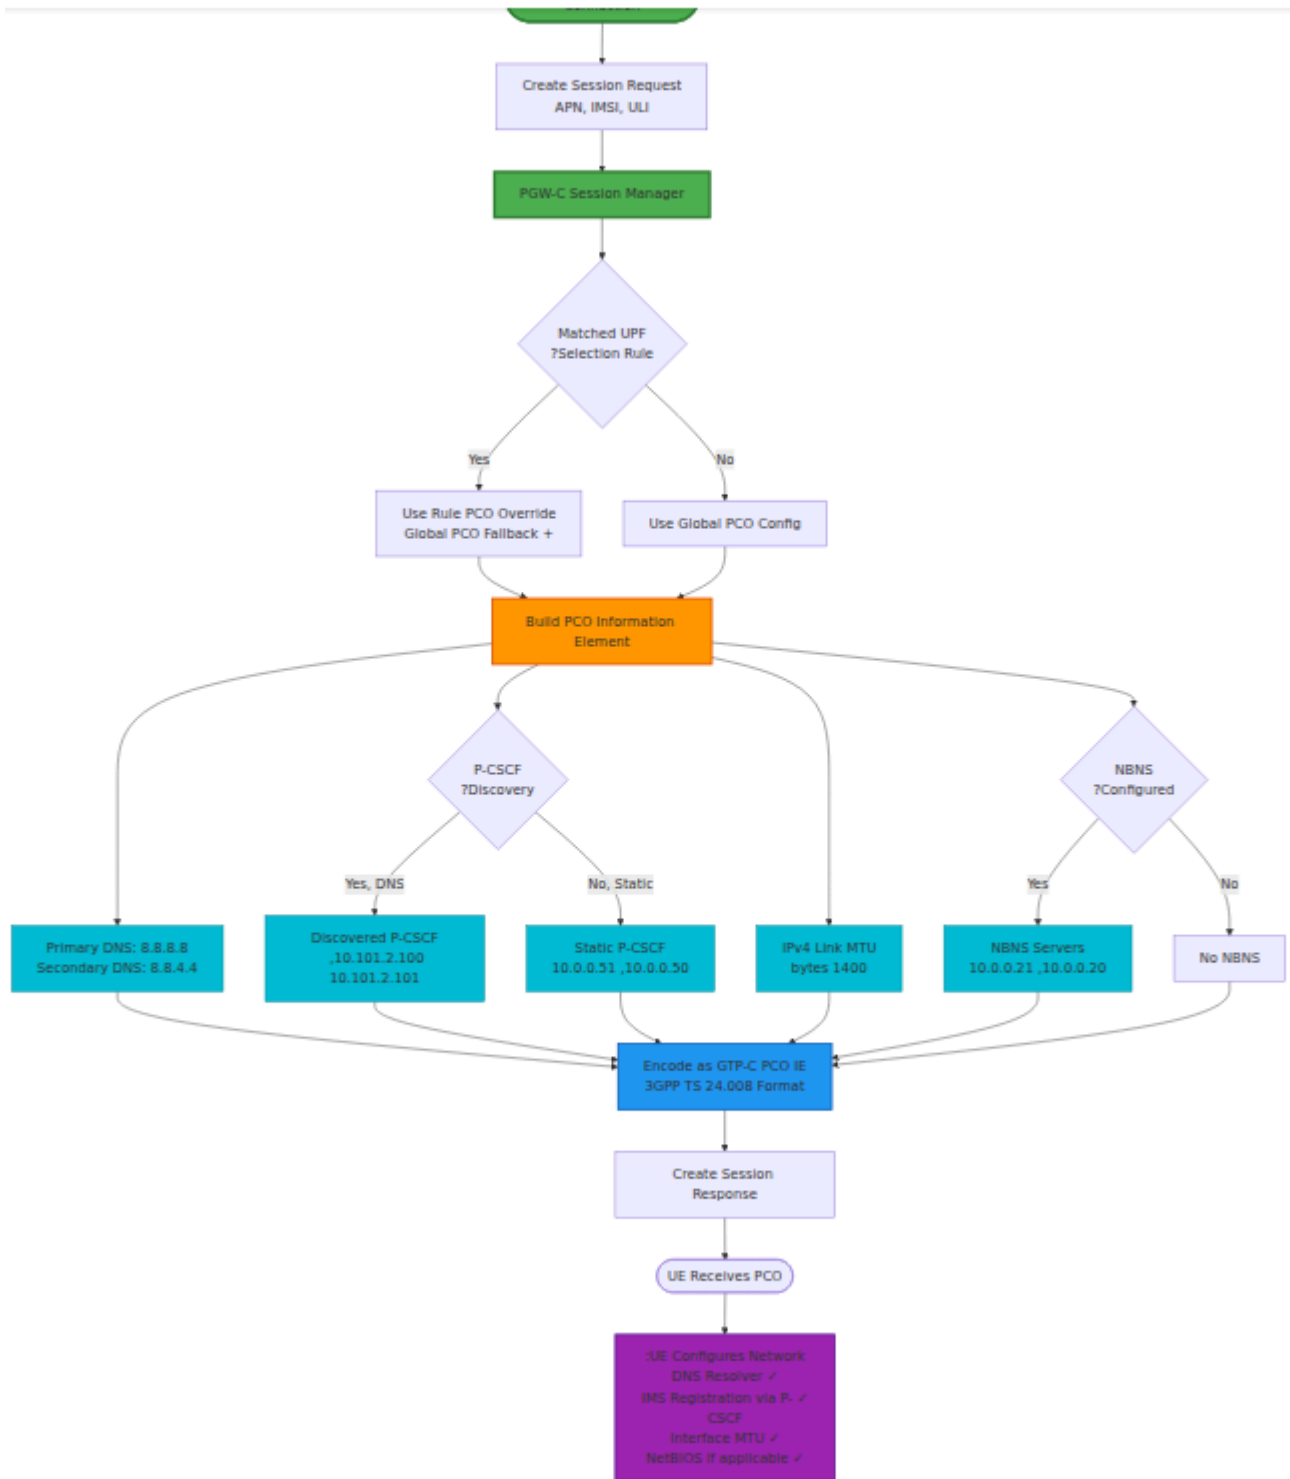 Create Session Request
APN, IMSI, ULI
PGW-C Session Manager
Matched UPF
?Selection Rule
Yes
No
Use Rule PCO Override
Global PCO Fallback +
Use Global PCO Config
Build PCO Information
Element
P-CSCF
?Discovery
NBNS
?Configured
Yes, DNS
No, Static
Yes
No
Primary DNS: 8.8.8.8
Secondary DNS: 8.8.4.4
Discovered P-CSCF
,10.101.2.100
10.101.2.101
Static P-CSCF
10.0.0.51 ,10.0.0.50
IPv4 Link MTU
bytes 1400
NBNS Servers
10.0.0.21 ,10.0.0.20
No NBNS
Encode as GTP-C PCO IE
3GPP TS 24.008 Format
Create Session
Response
UE Receives PCO
:UE Configures Network
DNS Resolver ✓
IMS Registration via P- ✓
CSCF
Interface MTU ✓
NetBIOS if applicable ✓